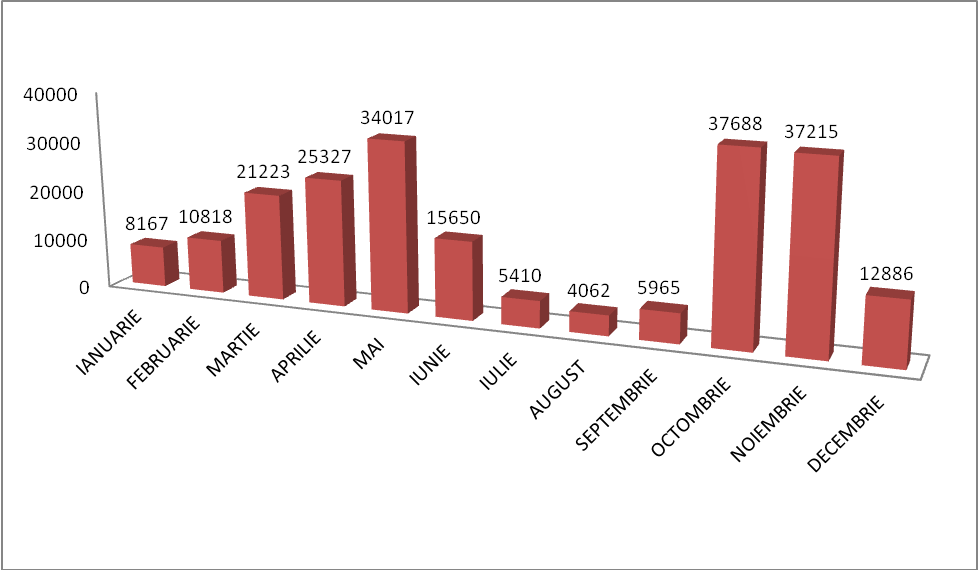 40000
30000
20000
10000
0
8167
10818
21223
25327
34017
15650
5410
4062
5965
37688
37215
12886
IANUARIE
FEBRUARIE
MARTIE
APRILIE
MAI
IUNIE
IULIE
AUGUST
SEPTEMBRIE
OCTOMBRIE
NOIEMBRIE
DECEMBRIE